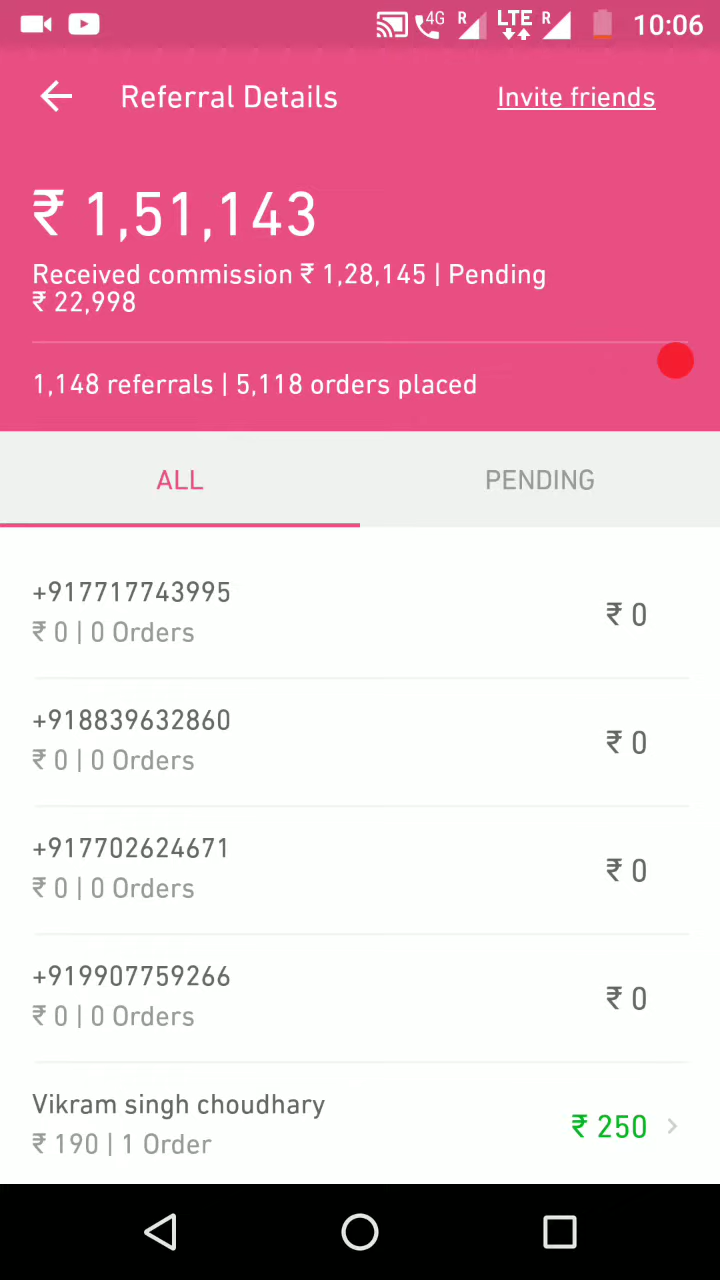 4G R LTE R 10:06
Referral Details Invite friends
₹ 1,51,143
Received commission ₹ 1,28,145 | Pending
₹ 22,998
1,148 referrals | 5,118 orders placed
ALL PENDING
+917717743995
₹ 0 | 0 Orders
₹ 0
+918839632860
₹ 0 | 0 Orders
₹ 0
+917702624671
₹ 0 | 0 Orders
₹ 0
+919907759266
₹ 0 | 0 Orders
₹ 0
Vikram singh choudhary
₹ 190 | 1 Order
₹ 250